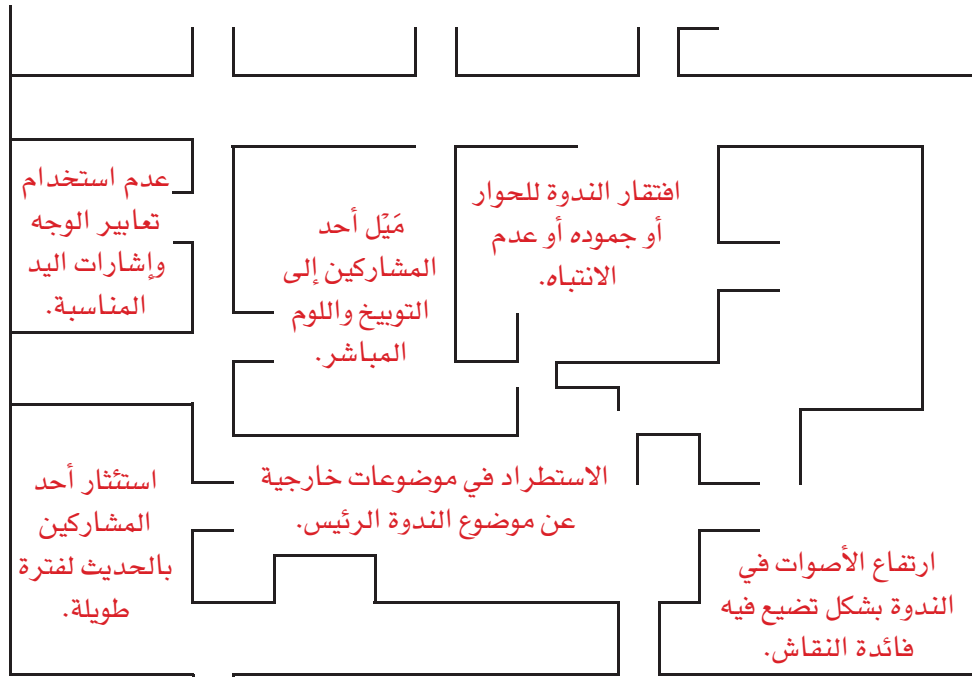 افتقار الندوة للحوار
أو جموده أو عدم
الانتباه.
مَيْل أحد
المشاركين إلى
التوبيخ واللوم
المباشر.
عدم استخدام
تعابير الوجه
وإشارات اليد
المناسبة.
الاستطراد في موضوعات خارجية
عن موضوع الندوة الرئيس.
استئثار أحد
المشاركين
بالحديث لفترة
طويلة.
ارتفاع الأصوات في
الندوة بشكل تضيع فيه
فائدة النقاش.